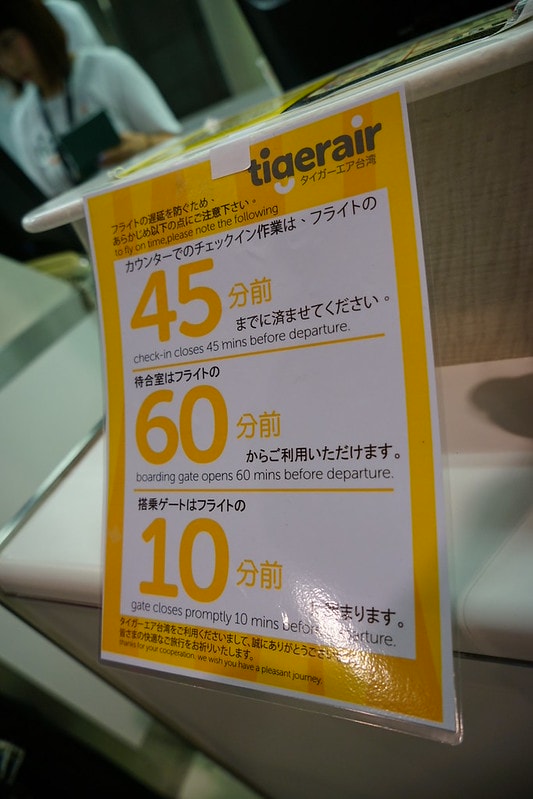 tigerair
タイガーエア台湾
フライトの遅延を防ぐため、
あらかじめ以下の点にご注意下さい。
to fly on time,please note the following
カウンターでのチェックイン作業は、フライトの
45 分前
までに済ませてください。
check-in closes 45 mins before departure.
待合室はフライトの
60 分前
からご利用いただけます。
boarding gate opens 60 mins before departure.
搭乗ゲートはフライトの
10 分前
まります。
gate closes promptly 10 mins before departure.
タイガーエア台湾をご利用くださいまして、誠にありがとうござい
皆さまの快適なご旅行をお祈りいたします。
thanks for your cooperation, we wish you have a pleasant journey